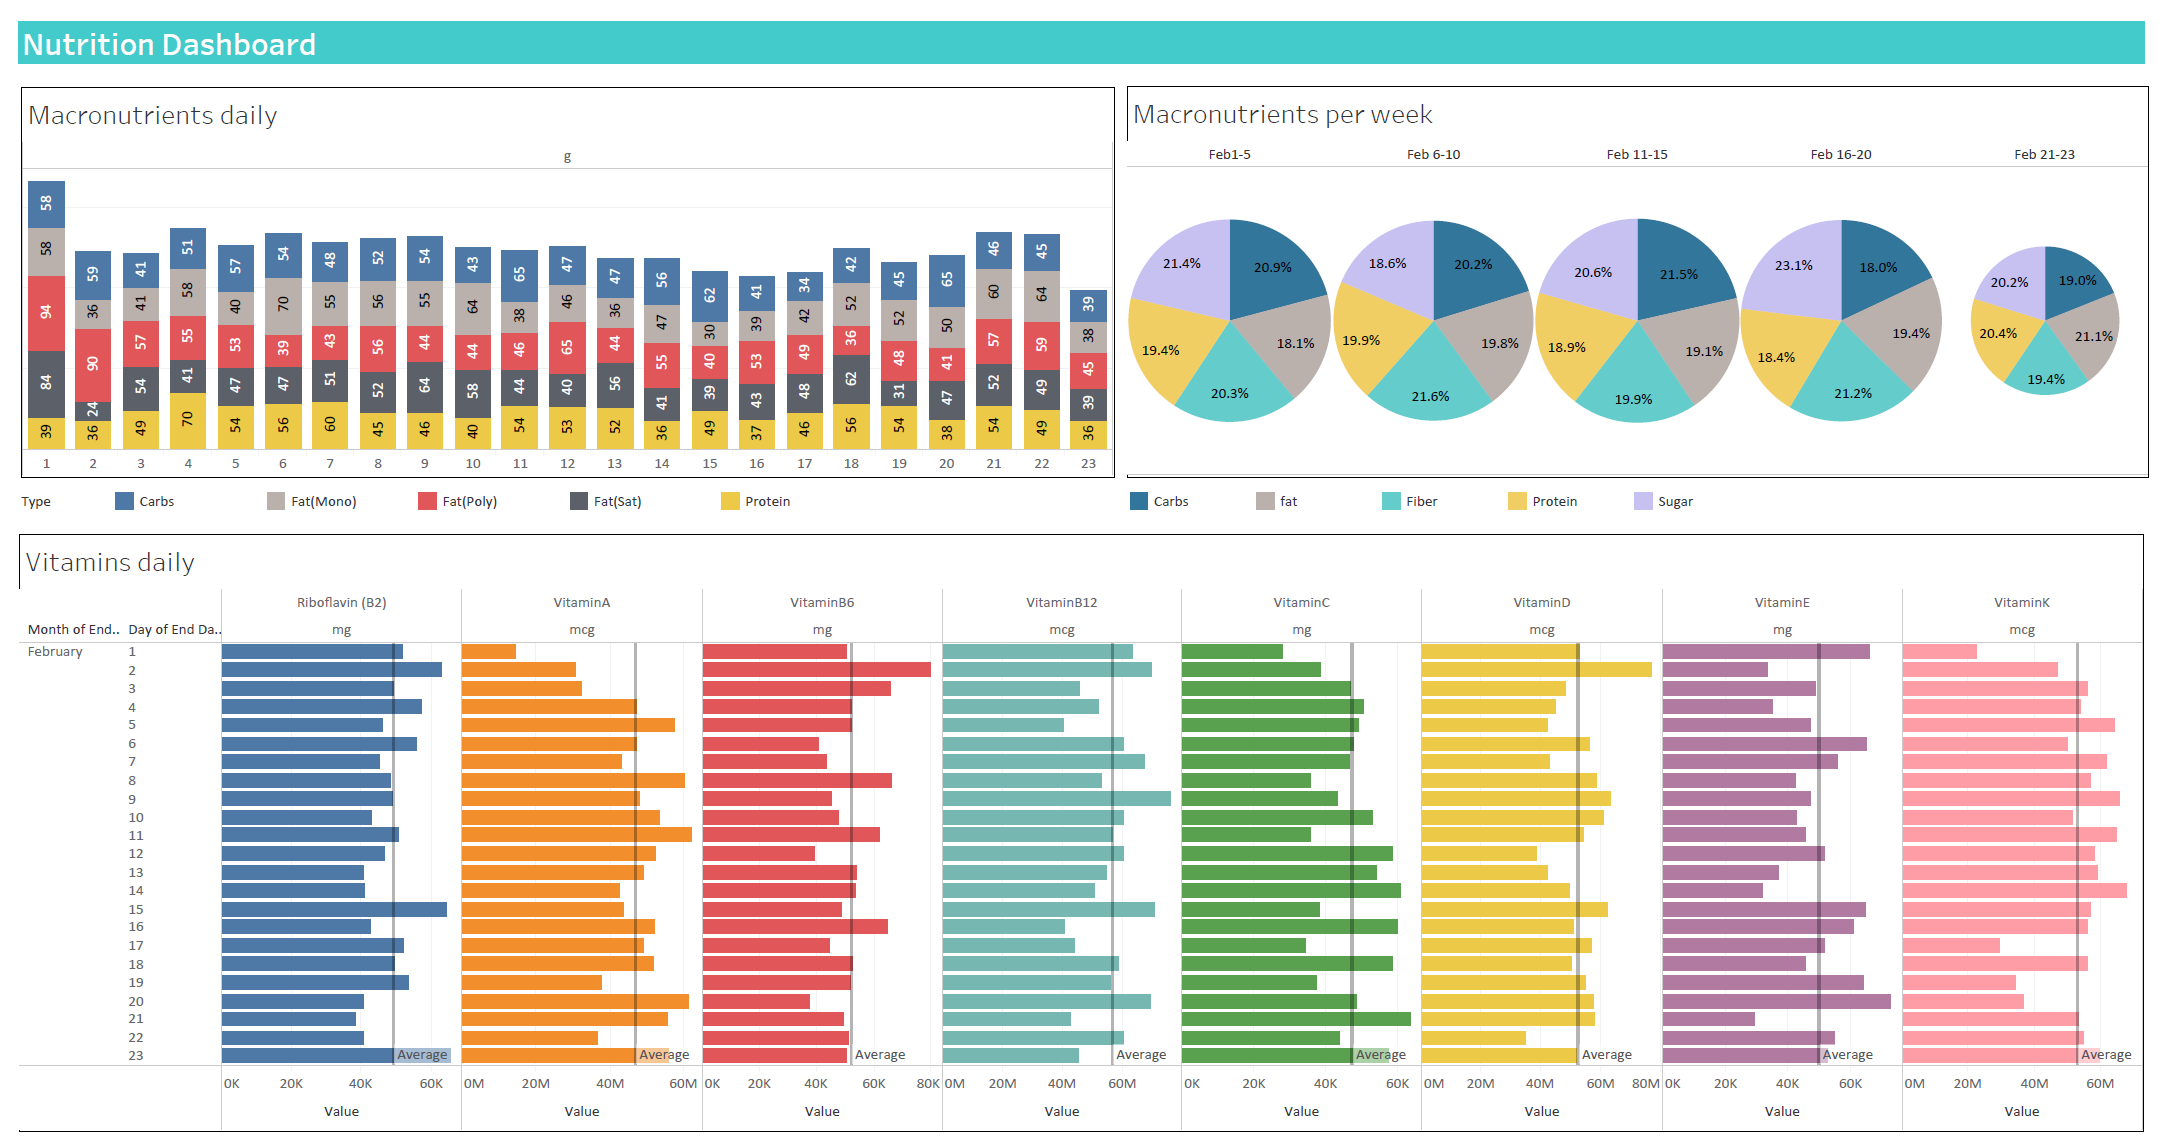 Nutrition Dashboard
Macronutrients daily
g
58 58 94 84 39
59 36 90 24 36
41 41 57 54 49
51 58 55 41 70
57 40 53 47 54
54 70 39 47 56
48 55 43 51 60
52 56 56 52 45
54 55 44 64 46
43 64 44 58 40
65 38 46 44 54
47 46 65 40 53
47 36 44 56 52
56 47 55 41 36
62 30 40 39 49
41 39 53 43 37
34 42 49 48 46
42 52 36 62 56
45 52 48 31 54
65 50 41 47 38
46 60 57 52 54
45 64 59 49 49
39 38 45 39 36
1 2 3 4 5 6 7 8 9 10 11 12 13 14 15 16 17 18 19 20 21 22 23
Type Carbs Fat(Mono) Fat(Poly) Fat(Sat) Protein
Macronutrients per week
Feb1-5 Feb 6-10 Feb 11-15 Feb 16-20 Feb 21-23
20.9% 18.1% 20.3% 19.4% 21.4%
20.2% 19.8% 21.6% 19.9% 18.6%
21.5% 19.1% 19.9% 18.9% 20.6%
18.0% 19.4% 21.2% 18.4% 23.1%
19.0% 21.1% 19.4% 20.4% 20.2%
Carbs fat Fiber Protein Sugar
Vitamins daily
Riboflavin (B2) VitaminA VitaminB6 VitaminB12 VitaminC VitaminD VitaminE VitaminK
Month of End.. Day of End Da.. mg mcg mg mcg mg mcg mg mcg
February 1
2
3
4
5
6
7
8
9
10
11
12
13
14
15
16
17
18
19
20
21
22
23 Average Average Average Average Average Average Average Average
0K 20K 40K 60K 0M 20M 40M 60M 0K 20K 40K 60K 80K 0M 20M 40M 60M 0K 20K 40K 60K 0M 20M 40M 60M 80M 0K 20K 40K 60K 0M 20M 40M 60M
Value Value Value Value Value Value Value Value